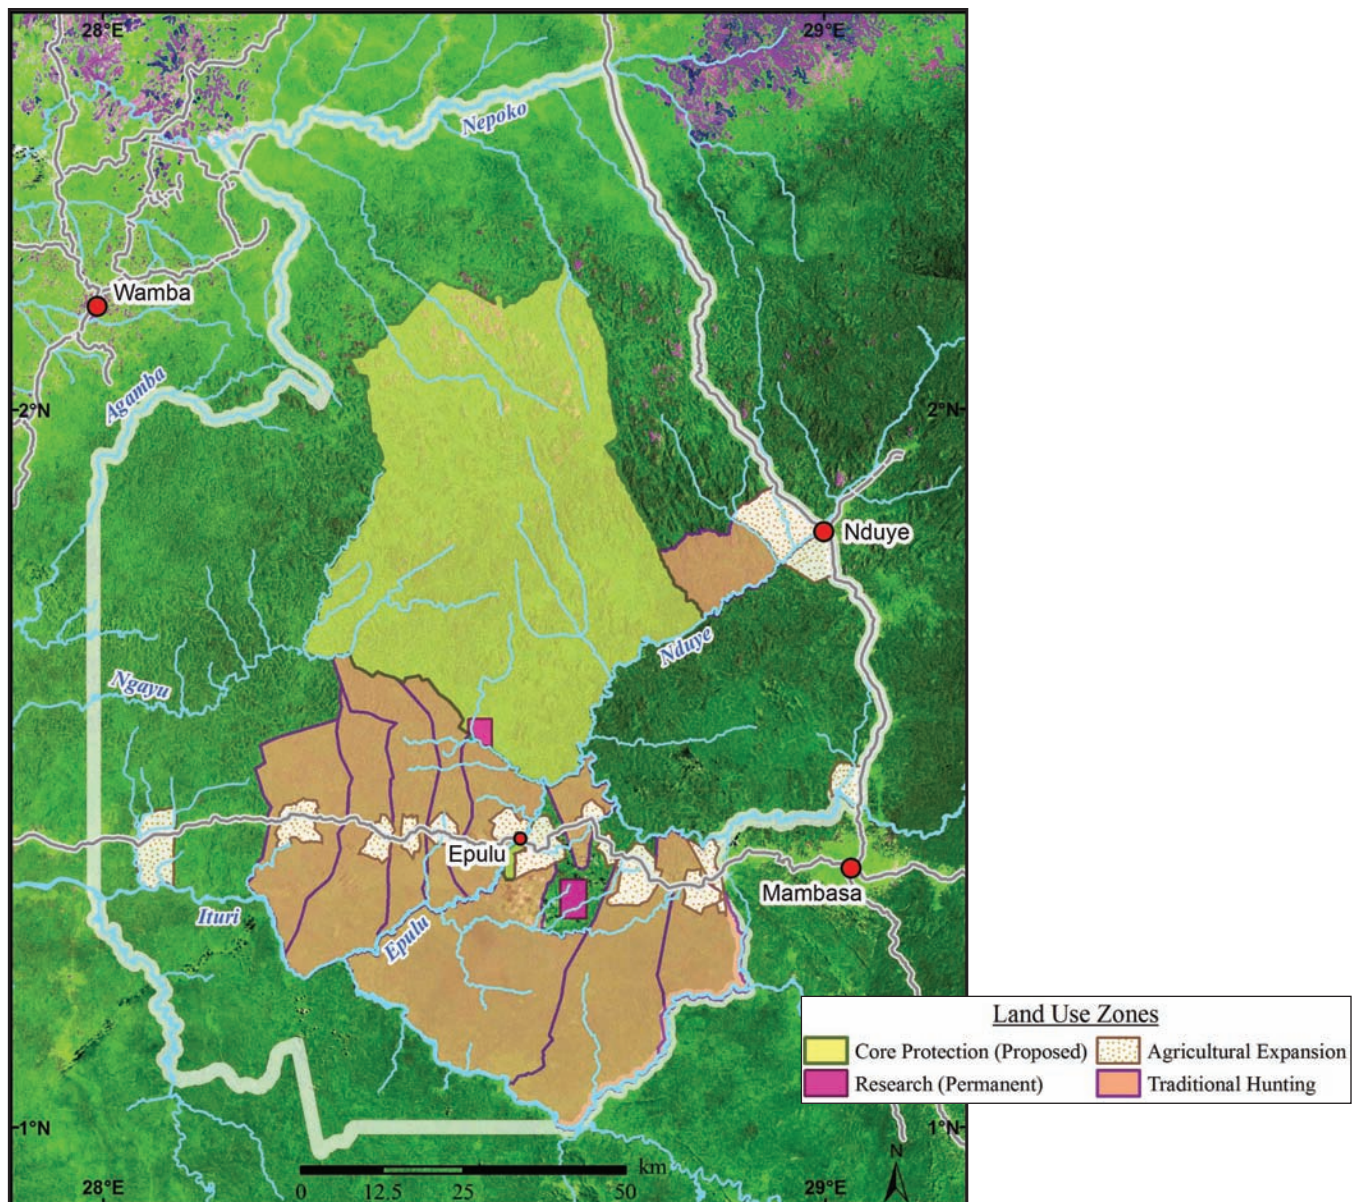 28°E
29°E
Nepoko
Wamba
Agamba
2°N
2°N
Nduye
Nduye
Ngayu
Epulu
Mambasa
Ituri
Epulu
Land Use Zones
Core Protection (Proposed)
Agricultural Expansion
Research (Permanent)
Traditional Hunting
1°N
1°N
N
km
0 12.5 25 50
28°E
29°E